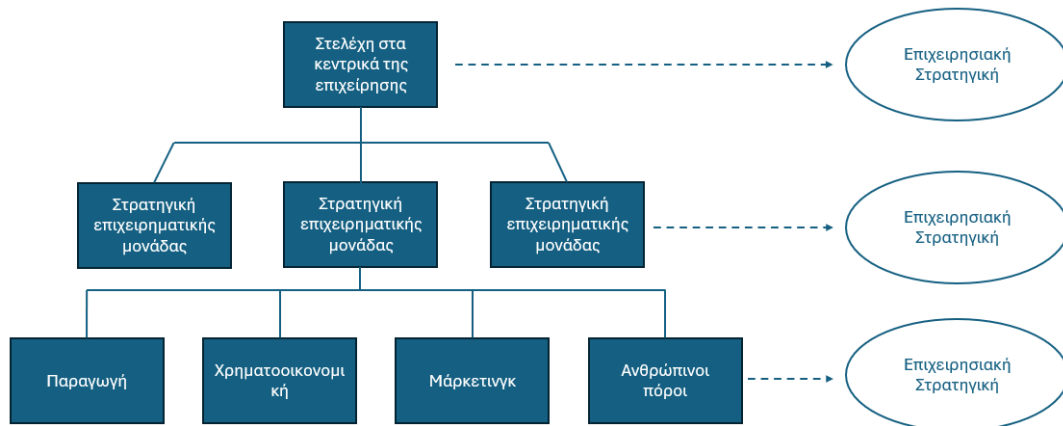 Στελέχη στα
κεντρικά της
επιχείρησης
Επιχειρησιακή
Στρατηγική
Στρατηγική
επιχειρηματικής
μονάδας
Στρατηγική
επιχειρηματικής
μονάδας
Στρατηγική
επιχειρηματικής
μονάδας
Επιχειρησιακή
Στρατηγική
Παραγωγή
Χρηματοοικονομι
κή
Μάρκετινγκ
Ανθρώπινοι
πόροι
Επιχειρησιακή
Στρατηγική